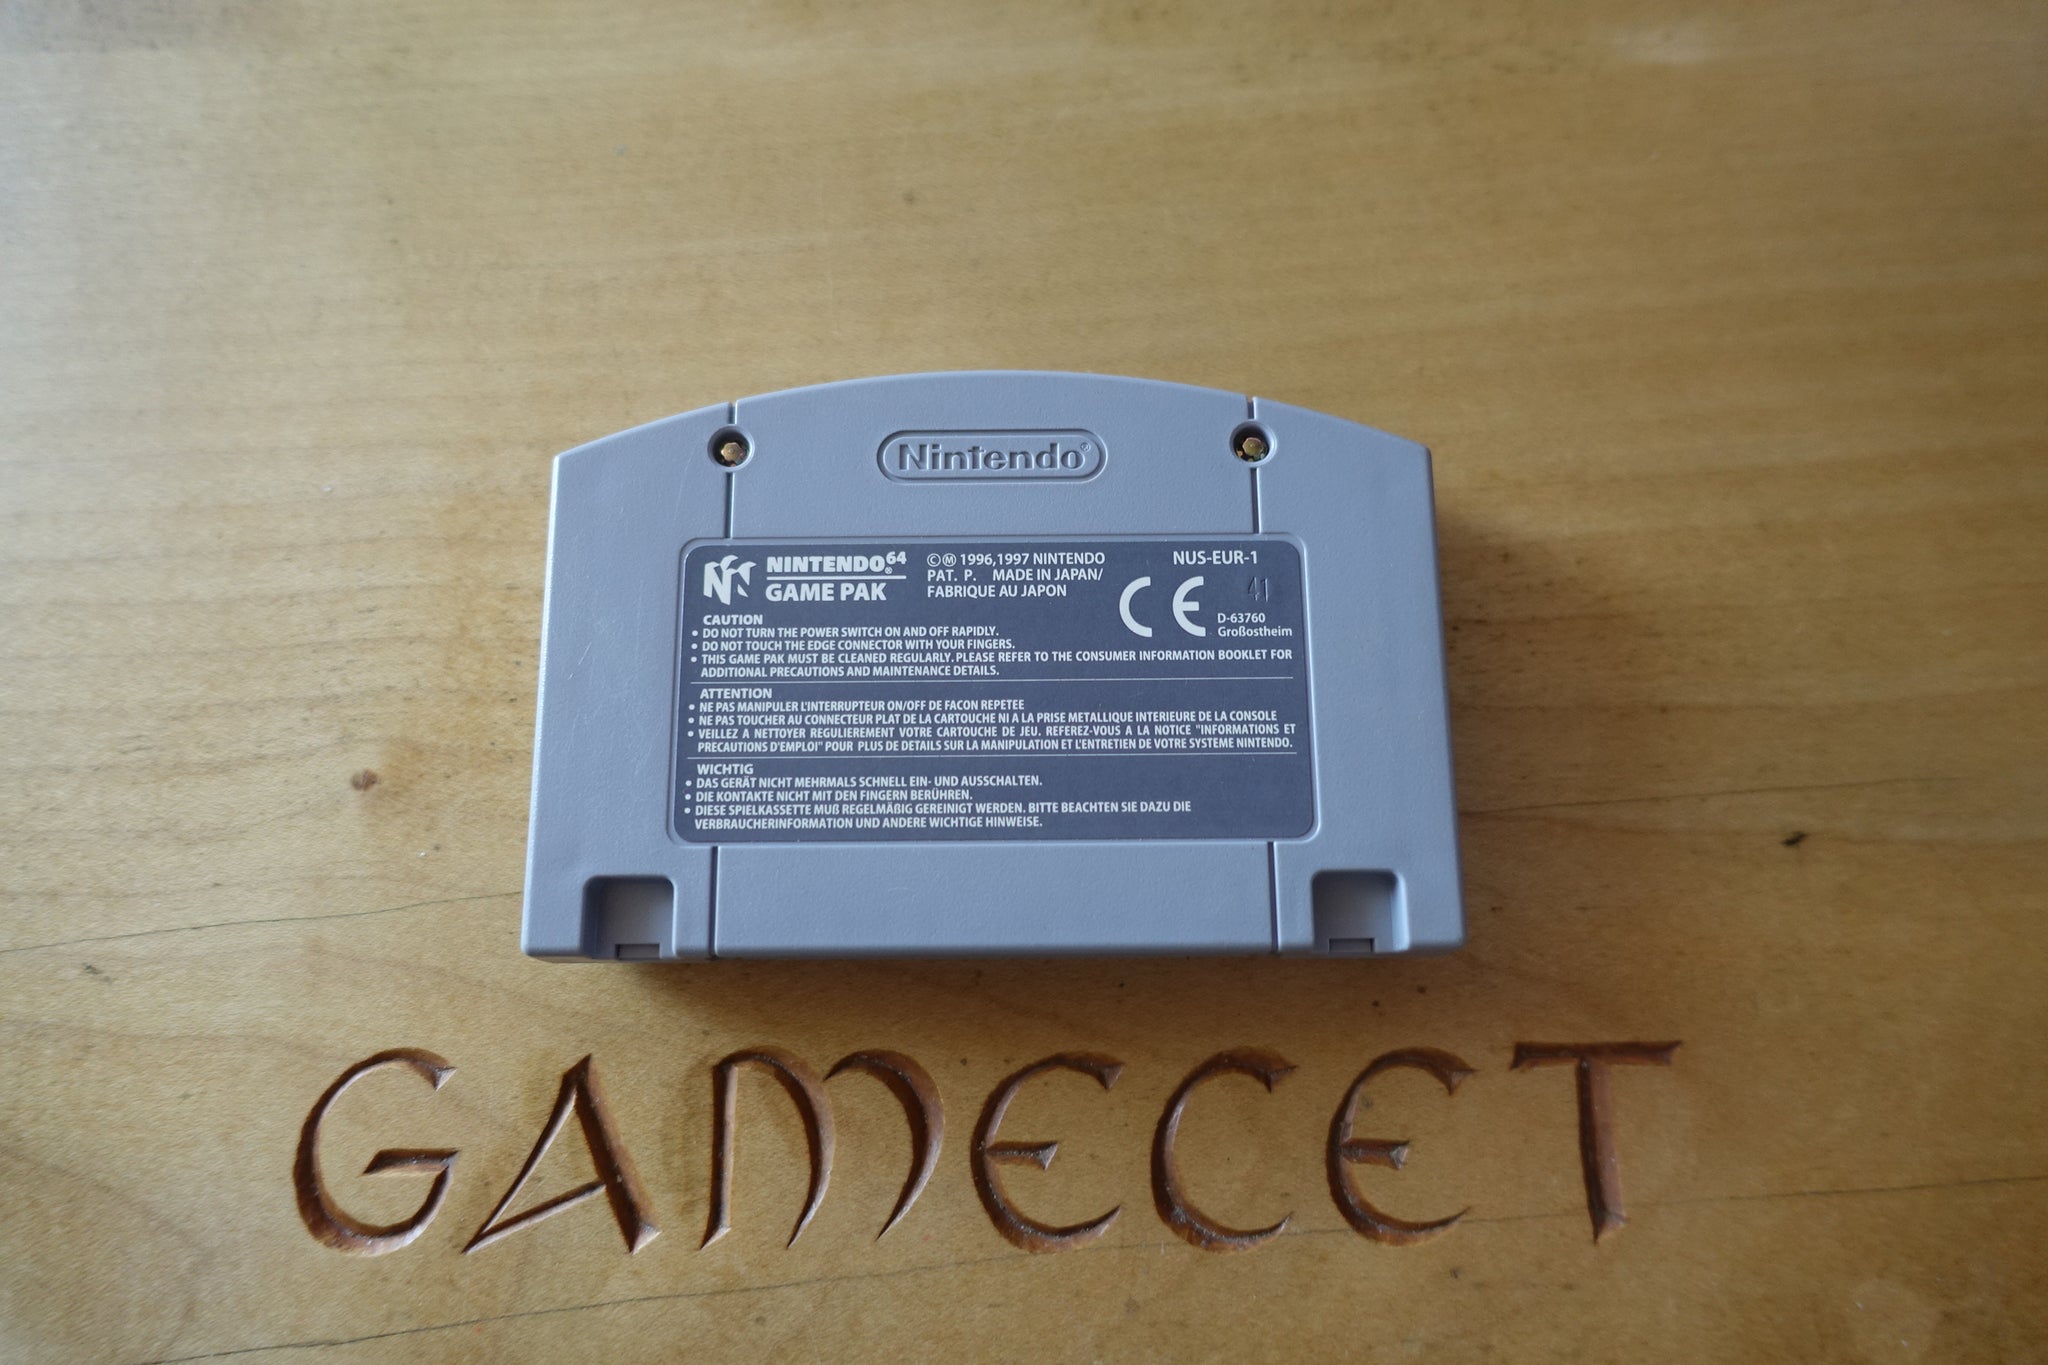 Nintendo®
NINTENDO64®
GAME PAK
ⒸⓂ 1996,1997 NINTENDO
PAT. P. MADE IN JAPAN/
FABRIQUE AU JAPON
NUS-EUR-1
CE
41
D-63760
Großostheim
CAUTION
• DO NOT TURN THE POWER SWITCH ON AND OFF RAPIDLY.
• DO NOT TOUCH THE EDGE CONNECTOR WITH YOUR FINGERS.
• THIS GAME PAK MUST BE CLEANED REGULARLY. PLEASE REFER TO THE CONSUMER INFORMATION BOOKLET FOR
ADDITIONAL PRECAUTIONS AND MAINTENANCE DETAILS.
ATTENTION
• NE PAS MANIPULER L'INTERRUPTEUR ON/OFF DE FACON REPETEE
• NE PAS TOUCHER AU CONNECTEUR PLAT DE LA CARTOUCHE NI A LA PRISE METALLIQUE INTERIEURE DE LA CONSOLE
• VEILLEZ A NETTOYER REGULIEREMENT VOTRE CARTOUCHE DE JEU. REFEREZ-VOUS A LA NOTICE "INFORMATIONS ET
PRECAUTIONS D'EMPLOI" POUR PLUS DE DETAILS SUR LA MANIPULATION ET L'ENTRETIEN DE VOTRE SYSTEME NINTENDO.
WICHTIG
• DAS GERÄT NICHT MEHRMALS SCHNELL EIN- UND AUSSCHALTEN.
• DIE KONTAKTE NICHT MIT DEN FINGERN BERÜHREN.
• DIESE SPIELKASSETTE MUß REGELMÄßIG GEREINIGT WERDEN. BITTE BEACHTEN SIE DAZU DIE
VERBRAUCHERINFORMATION UND ANDERE WICHTIGE HINWEISE.
GAMECET